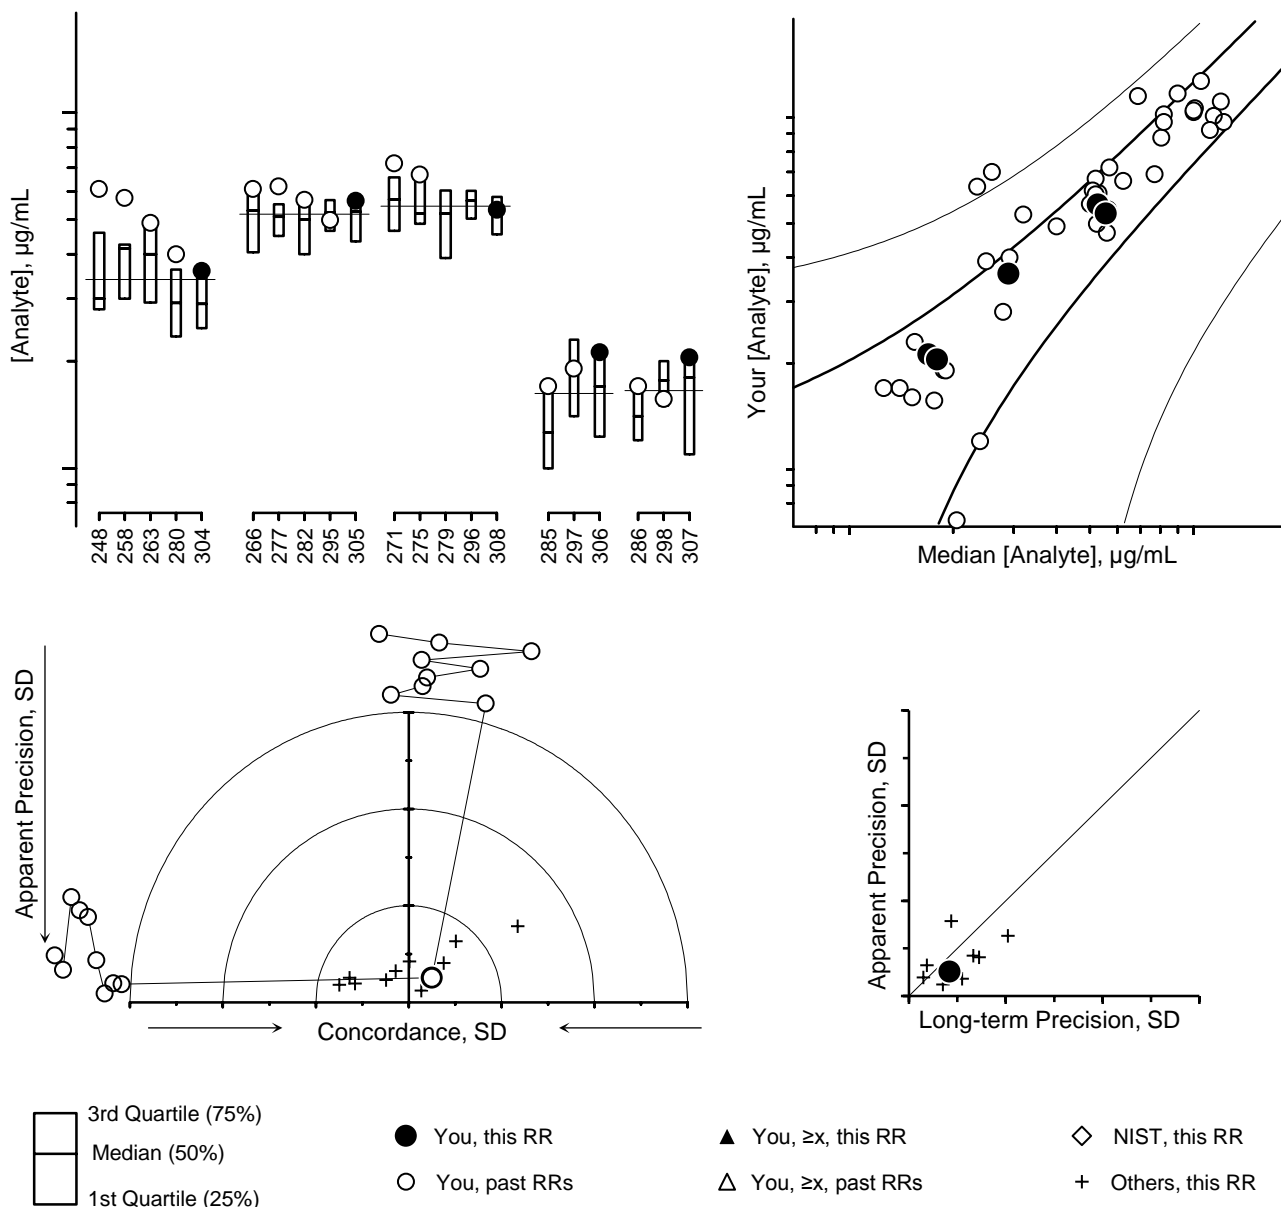 [Analyte], µg/mL
248
258
263
280
304
266
277
282
295
305
271
275
279
296
308
285
297
306
286
298
307
Your [Analyte], µg/mL
Median [Analyte], µg/mL
Apparent Precision, SD
Concordance, SD
Apparent Precision, SD
Long-term Precision, SD
3rd Quartile (75%)
Median (50%)
1st Quartile (25%)
You, this RR
You, past RRs
You, ≥x, this RR
You, ≥x, past RRs
NIST, this RR
Others, this RR